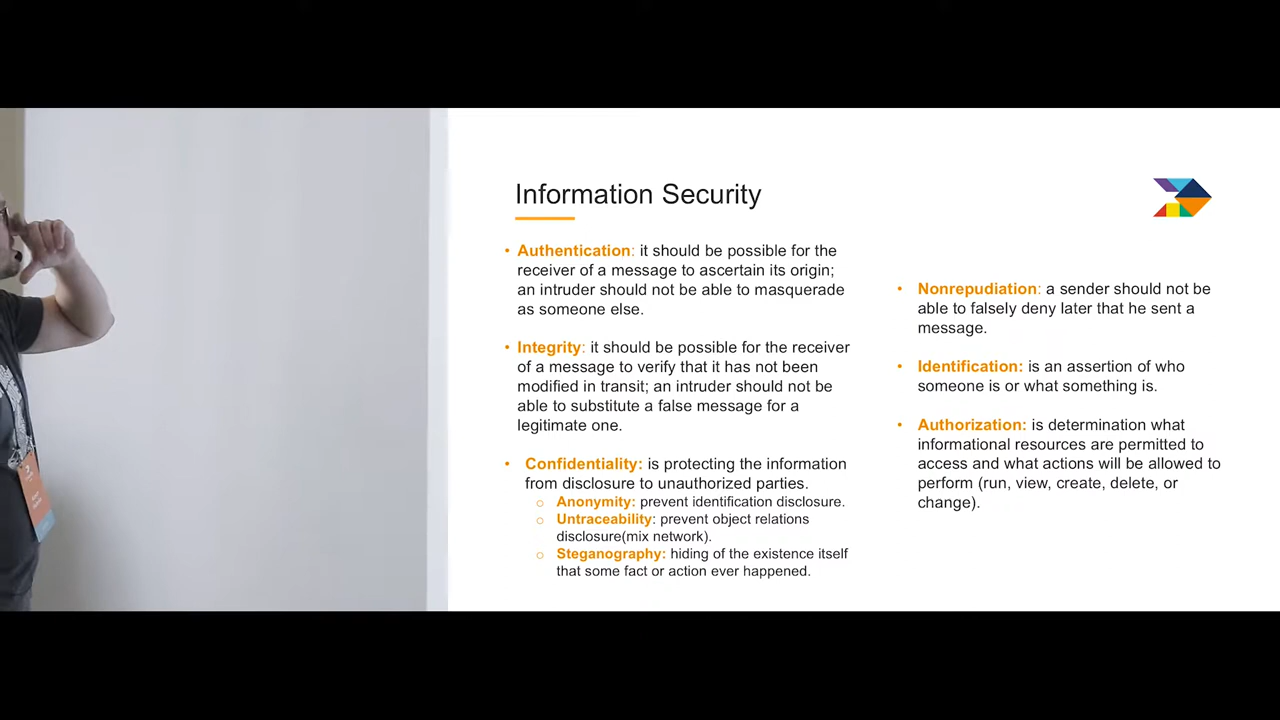 Information Security
• Authentication: it should be possible for the
receiver of a message to ascertain its origin;
an intruder should not be able to masquerade
as someone else.
• Integrity: it should be possible for the receiver
of a message to verify that it has not been
modified in transit; an intruder should not be
able to substitute a false message for a
legitimate one.
• Confidentiality: is protecting the information
from disclosure to unauthorized parties.
o Anonymity: prevent identification disclosure.
o Untraceability: prevent object relations
disclosure(mix network).
o Steganography: hiding of the existence itself
that some fact or action ever happened.
• Nonrepudiation: a sender should not be
able to falsely deny later that he sent a
message.
• Identification: is an assertion of who
someone is or what something is.
• Authorization: is determination what
informational resources are permitted to
access and what actions will be allowed to
perform (run, view, create, delete, or
change).